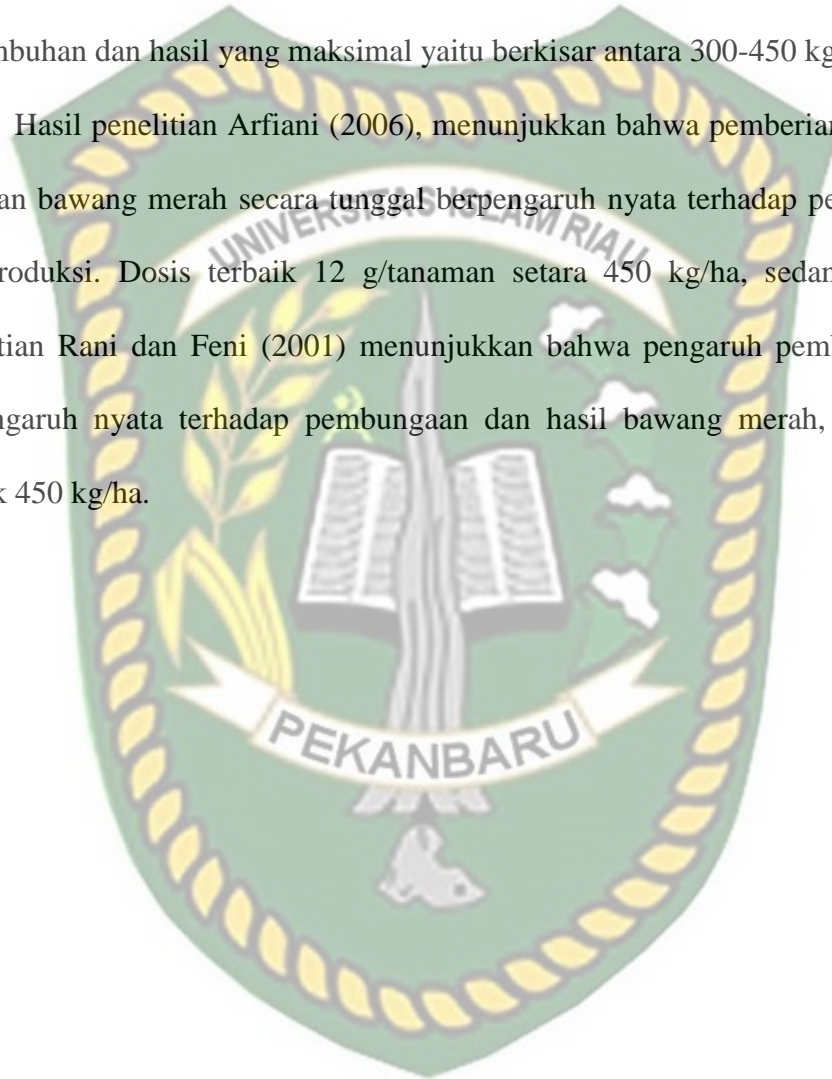 mbuhan dan hasil yang maksimal yaitu berkisar antara 300-450 kg
Hasil penelitian Arfiani (2006), menunjukkan bahwa pemberian
an bawang merah secara tunggal berpengaruh nyata terhadap pe
roduksi. Dosis terbaik 12 g/tanaman setara 450 kg/ha, sedan
tian Rani dan Feni (2001) menunjukkan bahwa pengaruh pemb
ngaruh nyata terhadap pembungaan dan hasil bawang merah,
k 450 kg/ha.
UNIVERSITAS ISLAM RIAU
PEKANBARU